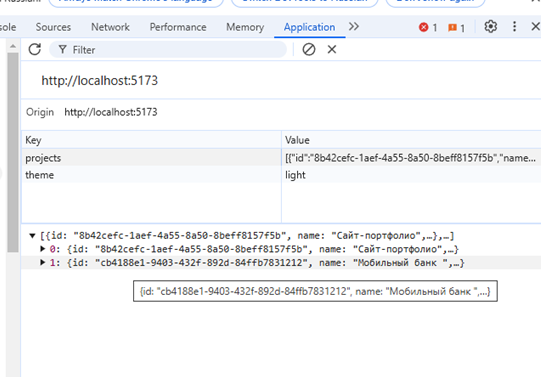 Sources Network Performance Memory Application 1 1
Filter
http://localhost:5173
Origin http://localhost:5173
Key Value
projects [{"id":"8b42cefc-1aef-4a55-8a50-8beff8157f5b","name...
theme light
[{id: "8b42cefc-1aef-4a55-8a50-8beff8157f5b", name: "Сайт-портфолио",…},…]
0: {id: "8b42cefc-1aef-4a55-8a50-8beff8157f5b", name: "Сайт-портфолио",…}
1: {id: "cb4188e1-9403-432f-892d-84ffb7831212", name: "Мобильный банк ",…}
{id: "cb4188e1-9403-432f-892d-84ffb7831212", name: "Мобильный банк ",…}